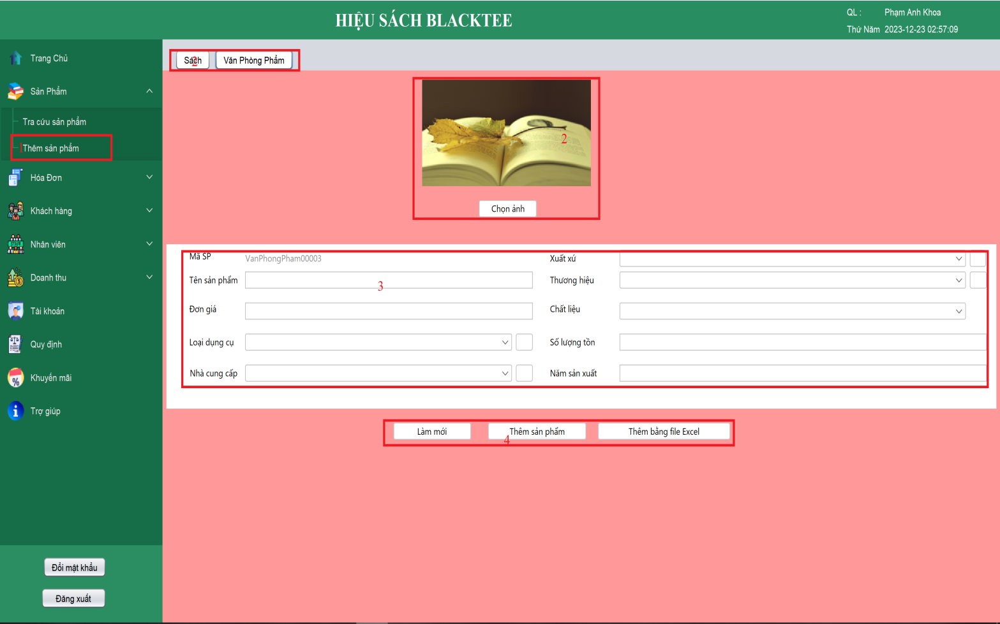 HIỆU SÁCH BLACKTEE
QL : Phạm Anh Khoa
Thứ Năm 2023-12-23 02:57:09
Trang Chủ
Sản Phẩm
Tra cứu sản phẩm
Thêm sản phẩm
Hóa Đơn
Khách hàng
Nhân viên
Doanh thu
Tài khoản
Quy định
Khuyến mãi
Trợ giúp
Đổi mật khẩu
Đăng xuất
Sách Văn Phòng Phẩm
2
2
Chọn ảnh
Mã SP VanPhongPham00003 Xuất xứ
Tên sản phẩm Thương hiệu
3
Đơn giá Chất liệu
Loại dụng cụ Số lượng tồn
Nhà cung cấp Năm sản xuất
Làm mới Thêm sản phẩm Thêm bằng file Excel
4